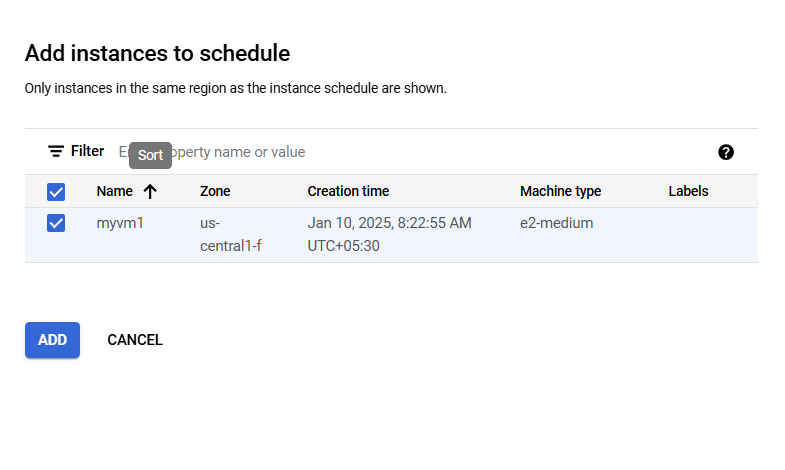 Add instances to schedule
Only instances in the same region as the instance schedule are shown.
Filter
Sort
property name or value
Name Zone Creation time Machine type Labels
myvm1 us- Jan 10, 2025, 8:22:55 AM e2-medium
central1-f UTC+05:30
ADD CANCEL